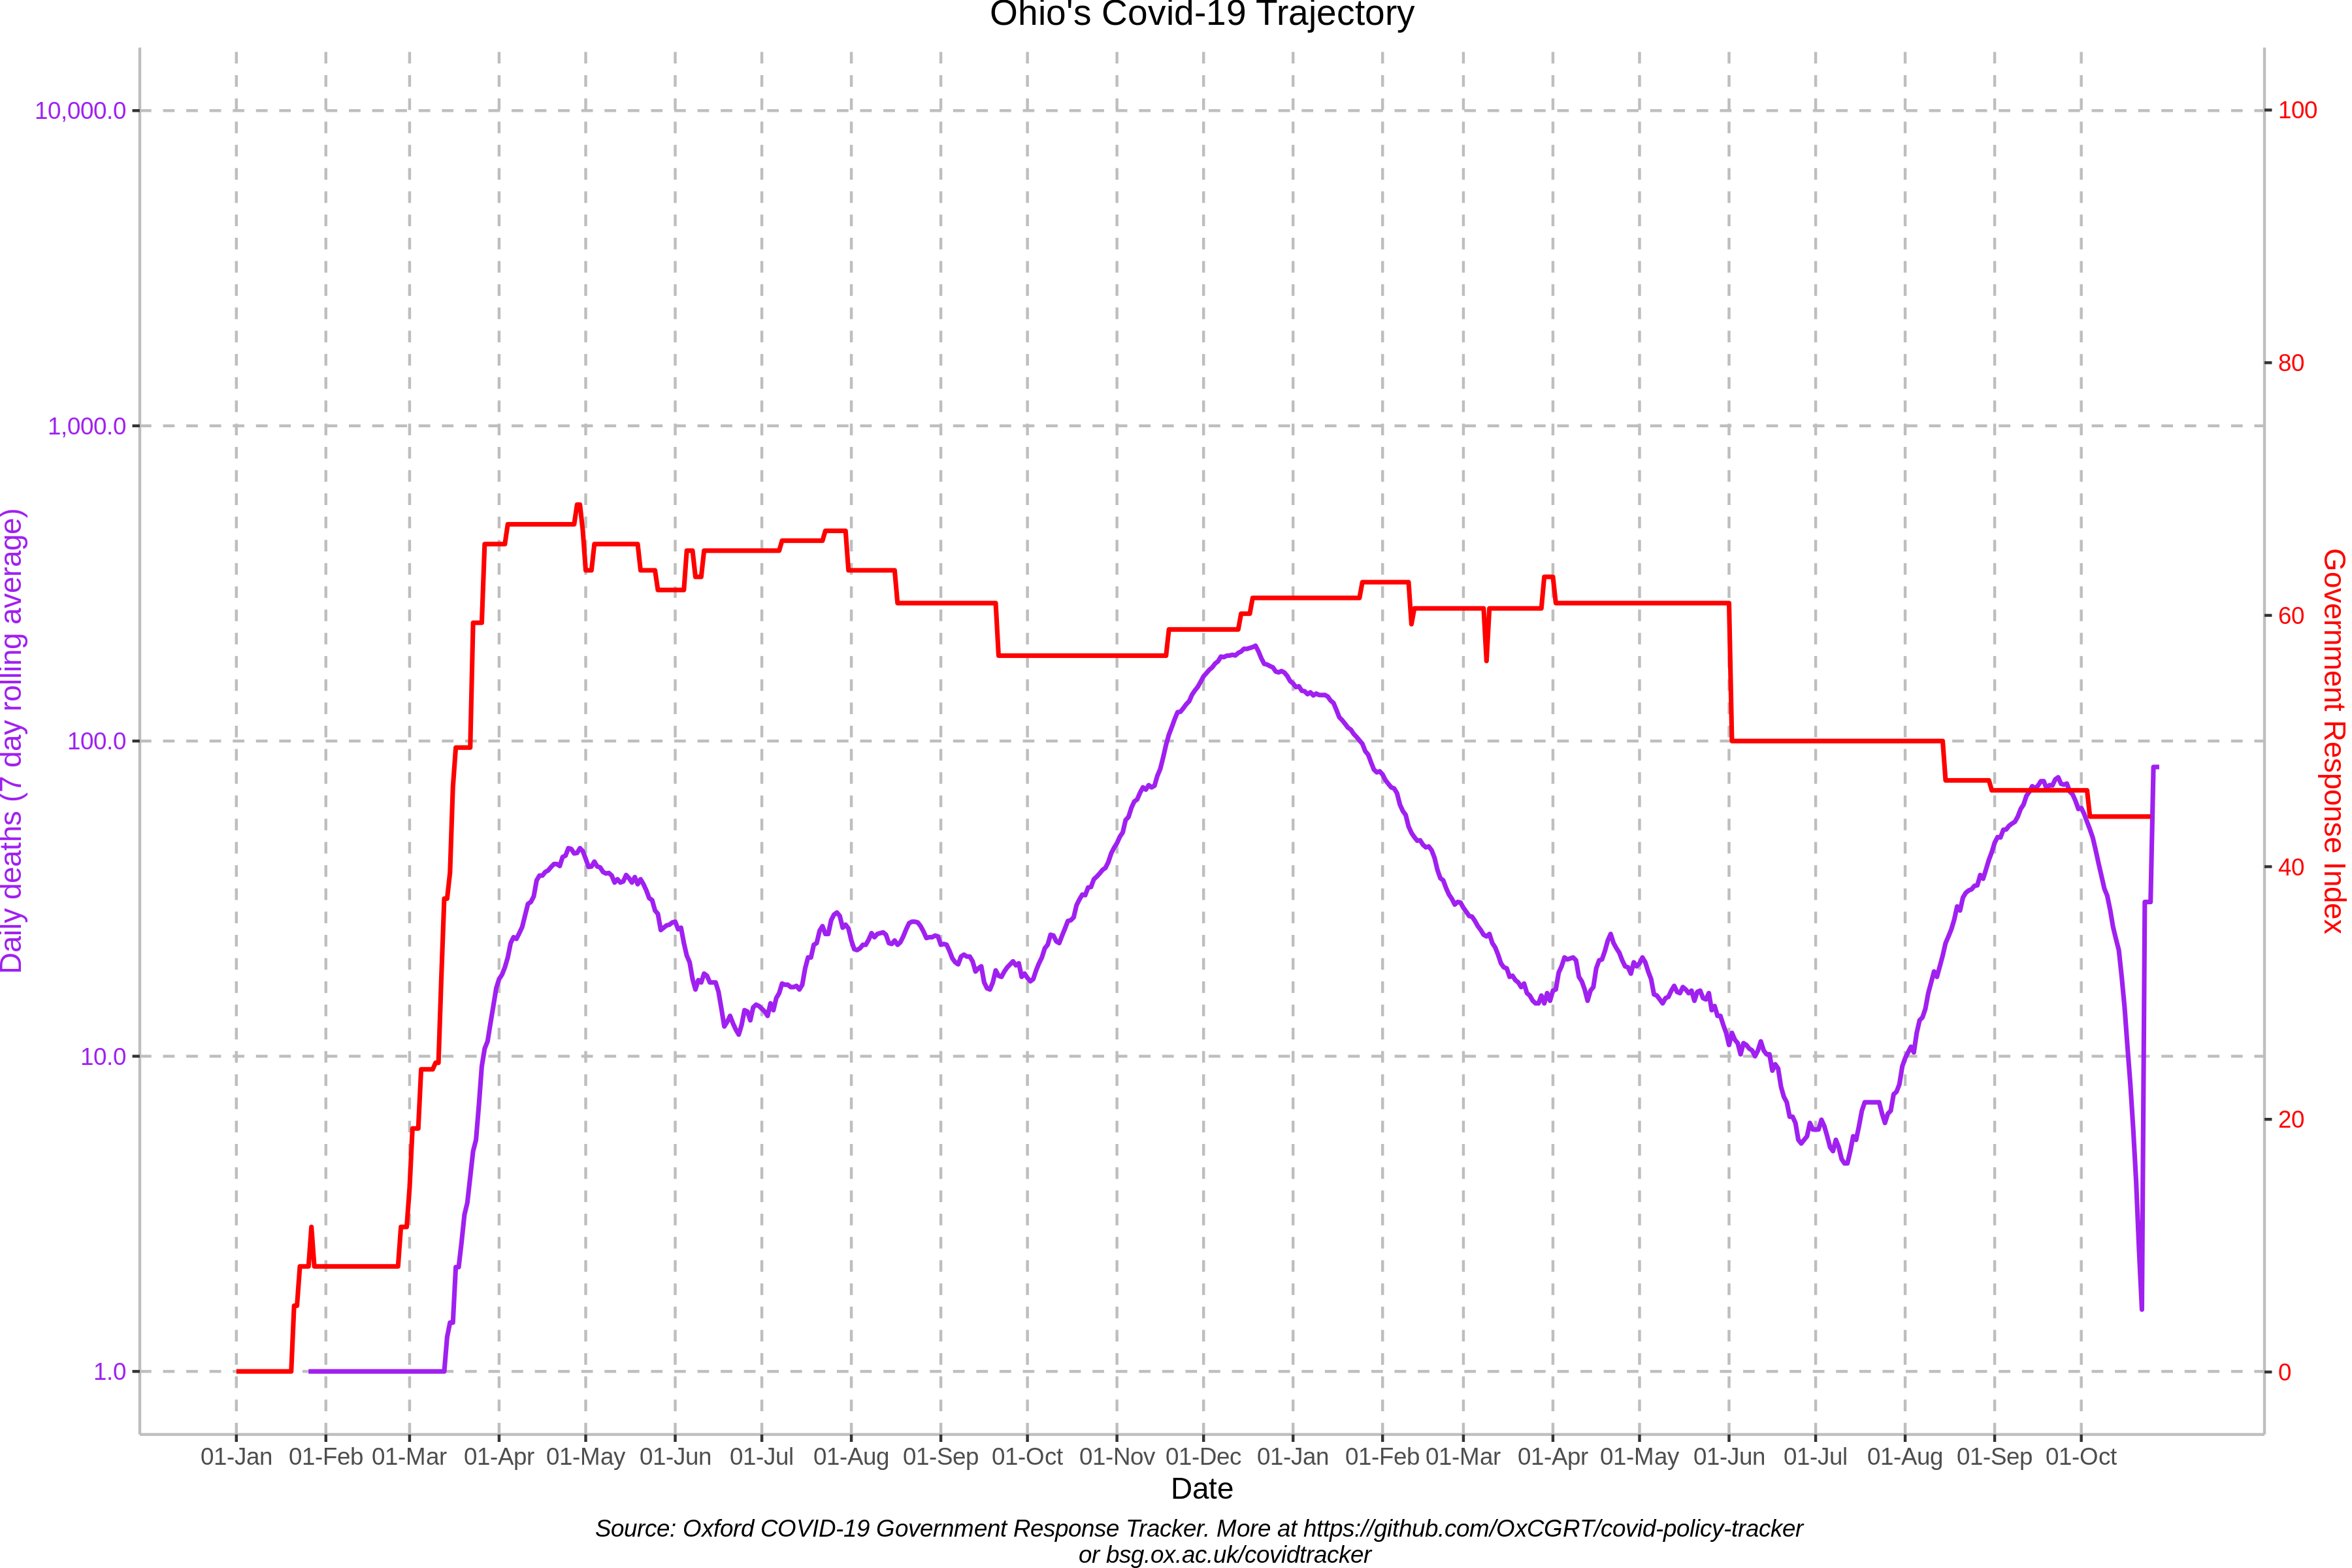 Ohio's Covid-19 Trajectory
10,000.0
1,000.0
100.0
10.0
1.0
Daily deaths (7 day rolling average)
100
80
60
40
20
0
Government Response Index
01-Jan 01-Feb 01-Mar 01-Apr 01-May 01-Jun 01-Jul 01-Aug 01-Sep 01-Oct 01-Nov 01-Dec 01-Jan 01-Feb 01-Mar 01-Apr 01-May 01-Jun 01-Jul 01-Aug 01-Sep 01-Oct
Date
Source: Oxford COVID-19 Government Response Tracker. More at https://github.com/OxCGRT/covid-policy-tracker
or bsg.ox.ac.uk/covidtracker